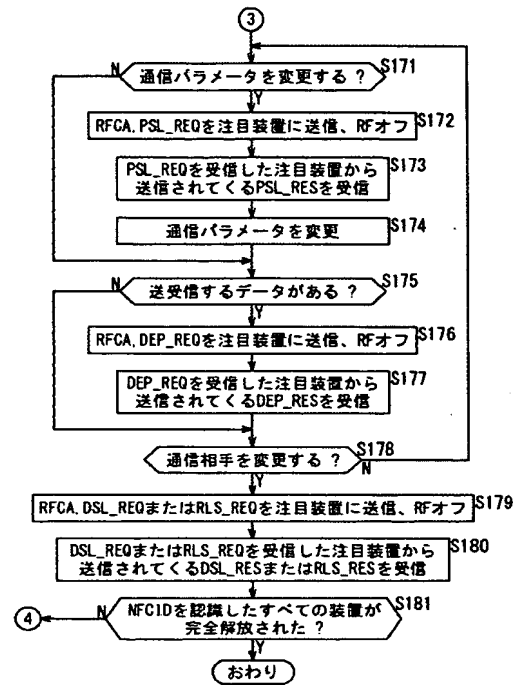 3
通信パラメータを変更する ?
S171
N
Y
RFCA,PSL_REQを注目装置に送信、RFオフ
S172
PSL_REQを受信した注目装置から
送信されてくるPSL_RESを受信
S173
通信パラメータを変更
S174
送受信するデータがある ?
S175
N
Y
RFCA,DEP_REQを注目装置に送信、RFオフ
S176
DEP_REQを受信した注目装置から
送信されてくるDEP_RESを受信
S177
通信相手を変更する ?
S178
N
Y
RFCA,DSL_REQまたはRLS_REQを注目装置に送信、RFオフ
S179
DSL_REQまたはRLS_REQを受信した注目装置から
送信されてくるDSL_RESまたはRLS_RESを受信
S180
NFCIDを認識したすべての装置が
完全解放された ?
S181
N
4
Y
おわり